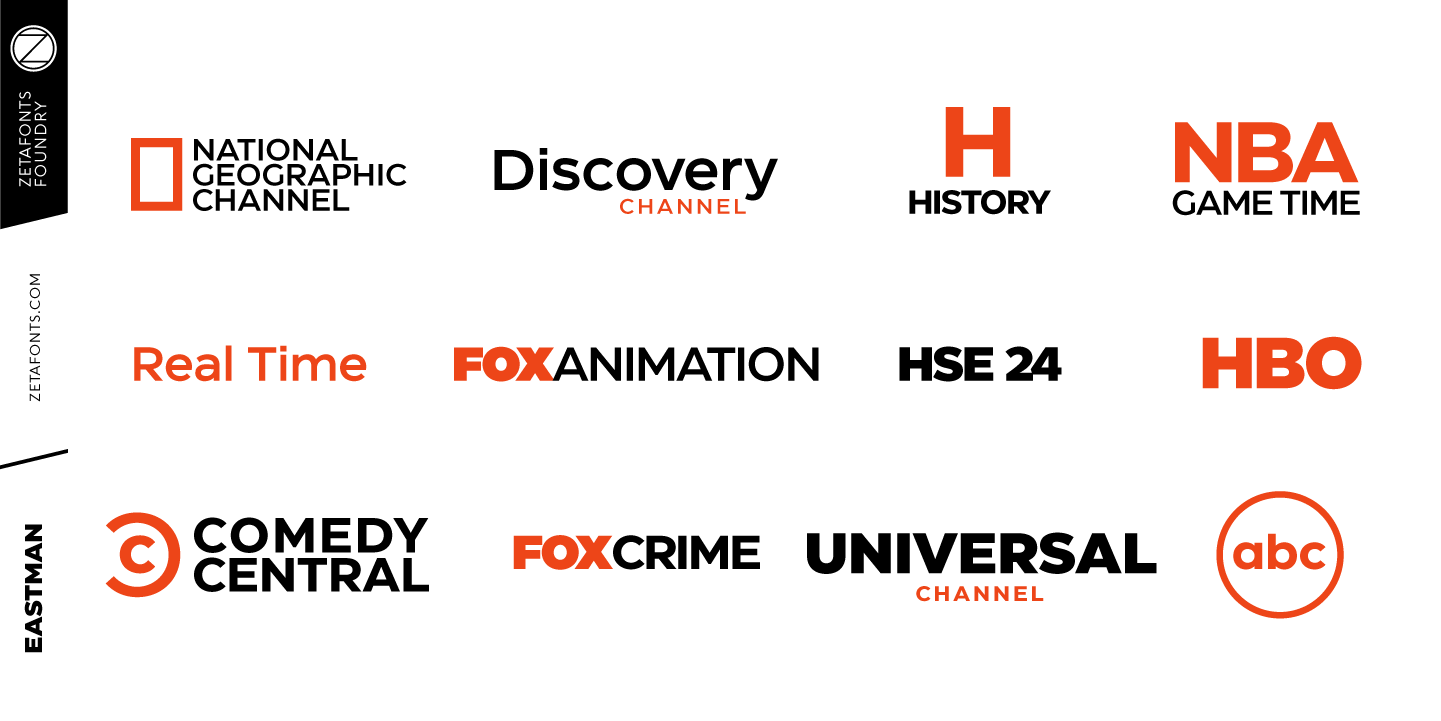 ZETAFONTS
FOUNDRY
ZETAFONTS.COM
EASTMAN
NATIONAL
GEOGRAPHIC
CHANNEL
Discovery
CHANNEL
H
HISTORY
NBA
GAME TIME
Real Time
FOXANIMATION
HSE 24
HBO
C
COMEDY
CENTRAL
FOXCRIME
UNIVERSAL
CHANNEL
abc